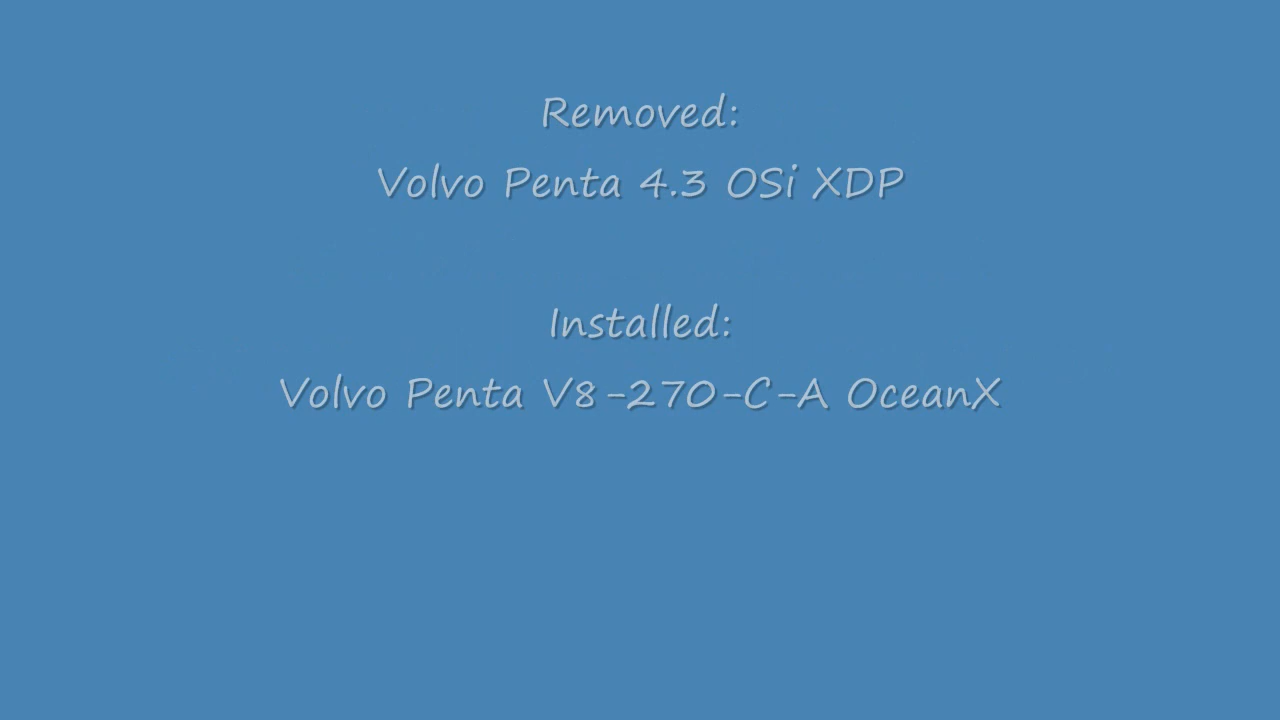 Removed:
Volvo Penta 4.3 OSi XDP
Installed:
Volvo Penta V8-270-C-A OceanX